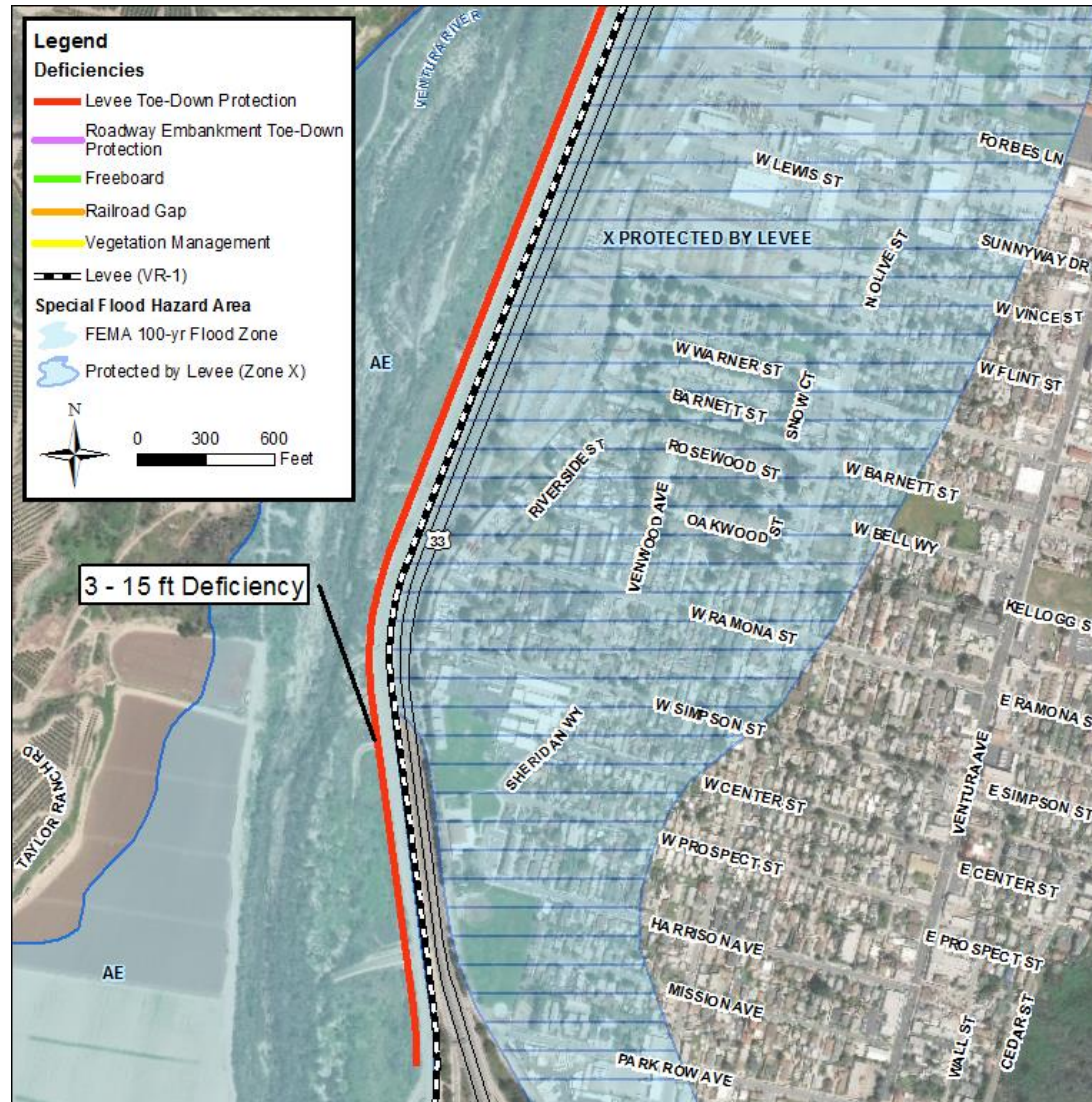 Legend
Deficiencies
Levee Toe-Down Protection
Roadway Embankment Toe-Down
Protection
Freeboard
Railroad Gap
Vegetation Management
Levee (VR-1)
Special Flood Hazard Area
FEMA 100-yr Flood Zone
Protected by Levee (Zone X)
N
0 300 600
Feet
VENTURA RIVER
FORBES LN
W LEWIS ST
X PROTECTED BY LEVEE
N OLIVE ST
SUNNYWAY DR
W VINCE ST
AE
W WARNER ST
W FLINT ST
BARNETT ST
SNOW CT
ROSEWOOD ST
RIVERSIDE ST
W BARNETT ST
VENWOOD AVE
OAKWOOD ST
W BELL WY
33
3 - 15 ft Deficiency
KELLOGG S
W RAMONA ST
E RAMONA S
W SIMPSON ST
SHERIDAN WY
TAYLOR RANCH RD
VENTURA AVE
W CENTER ST
E SIMPSON ST
W PROSPECT ST
E CENTER ST
HARRISON AVE
E PROSPECT ST
AE
MISSION AVE
WALL ST
CEDAR ST
PARK ROW AVE